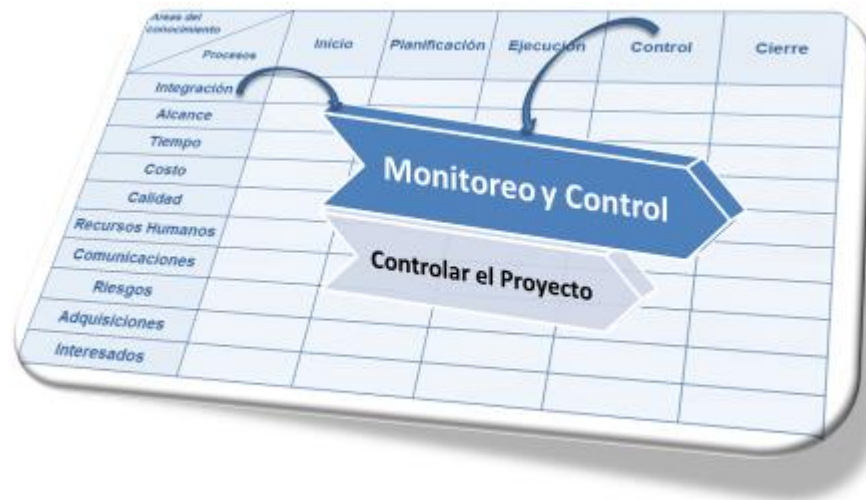 Áreas del
conocimiento
Procesos
Inicio
Planificación
Ejecución
Control
Cierre
Integración
Alcance
Tiempo
Costo
Calidad
Recursos Humanos
Comunicaciones
Riesgos
Adquisiciones
Interesados
Monitoreo y Control
Controlar el Proyecto